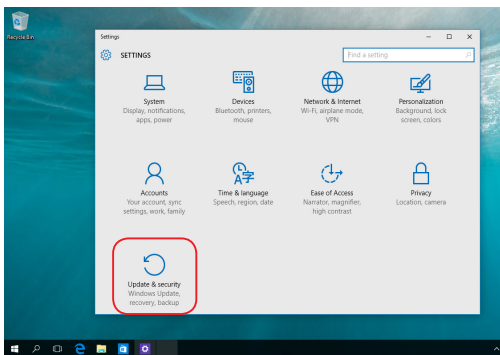 Recycle Bin
Settings
SETTINGS
Find a setting
System
Display, notifications,
apps, power
Devices
Bluetooth, printers,
mouse
Network & Internet
Wi-Fi, airplane mode,
VPN
Personalization
Background, lock
screen, colors
Accounts
Your account, sync
settings, work, family
Time & language
Speech, region, date
Ease of Access
Narrator, magnifier,
high contrast
Privacy
Location, camera
Update & security
Windows Update,
recovery, backup